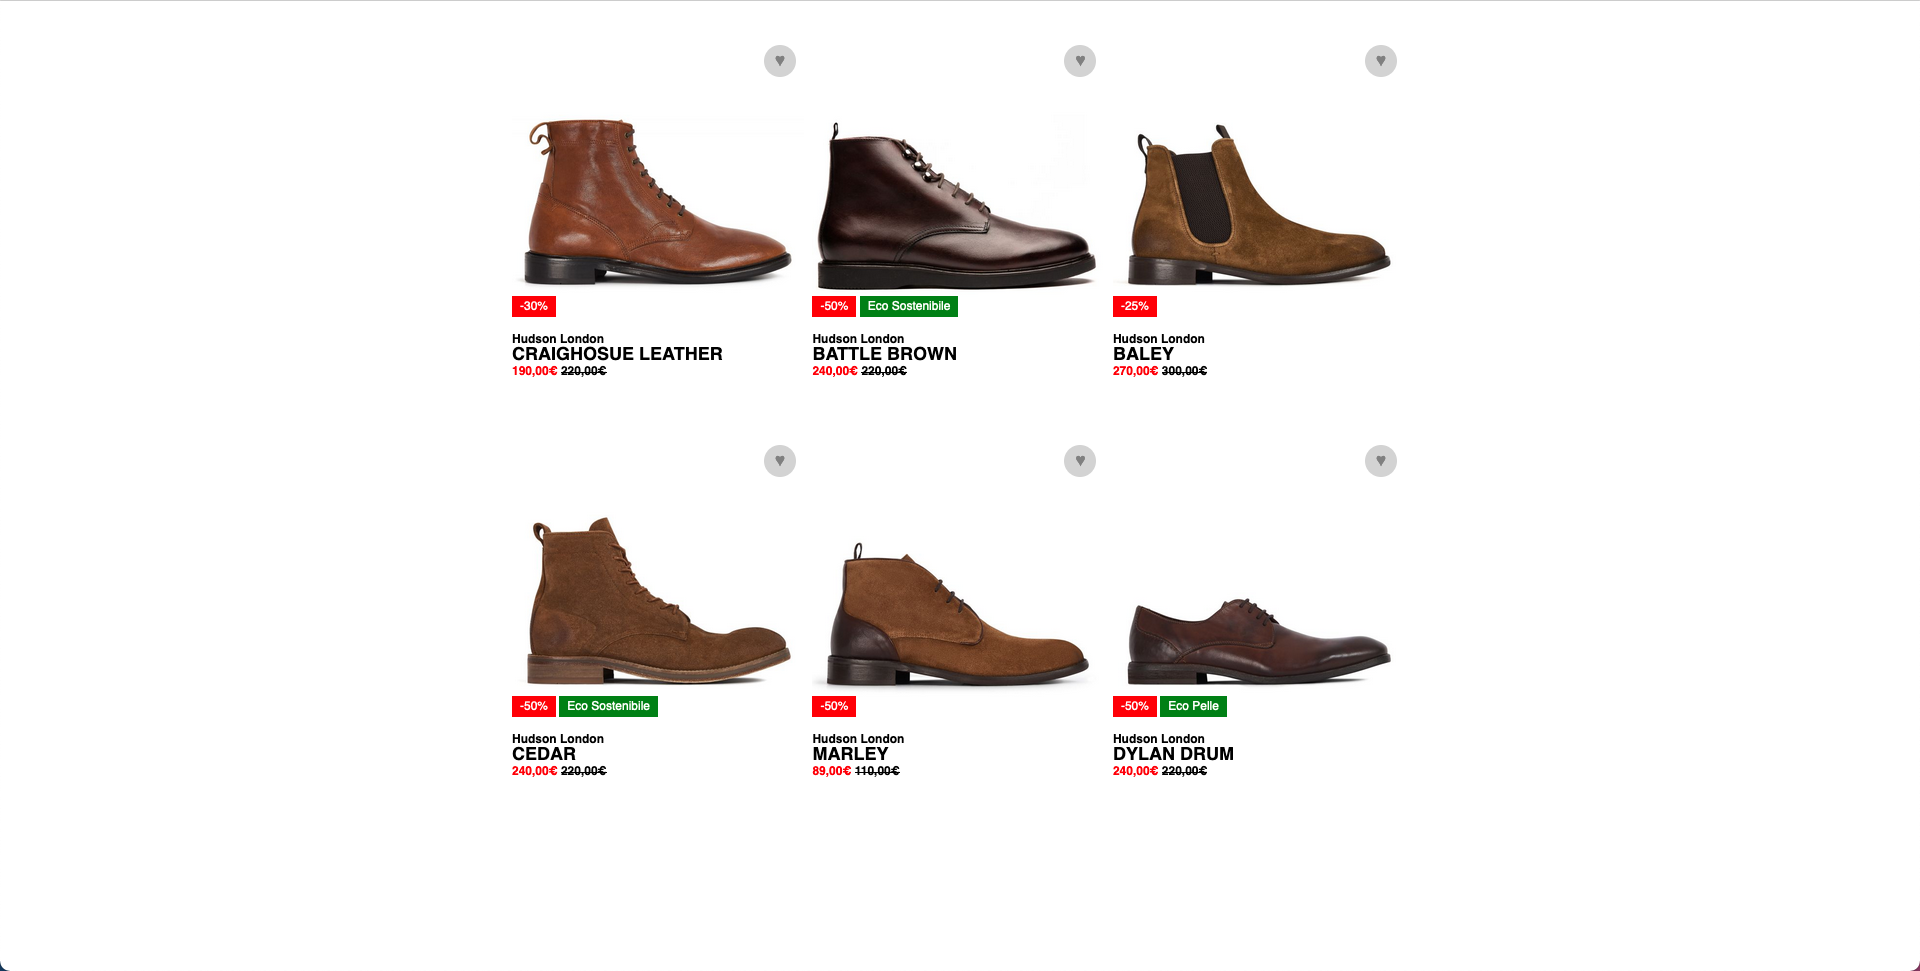 -30%
Hudson London
CRAIGHOSUE LEATHER
190,00€ 220,00€
-50% Eco Sostenibile
Hudson London
BATTLE BROWN
240,00€ 220,00€
-25%
Hudson London
BALEY
270,00€ 300,00€
-50% Eco Sostenibile
Hudson London
CEDAR
240,00€ 220,00€
-50%
Hudson London
MARLEY
89,00€ 110,00€
-50% Eco Pelle
Hudson London
DYLAN DRUM
240,00€ 220,00€